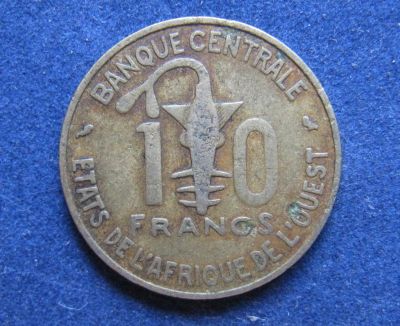 BANQUE CENTRALE
10
FRANCS
ETATS DE L'AFRIQUE DE L'OUEST